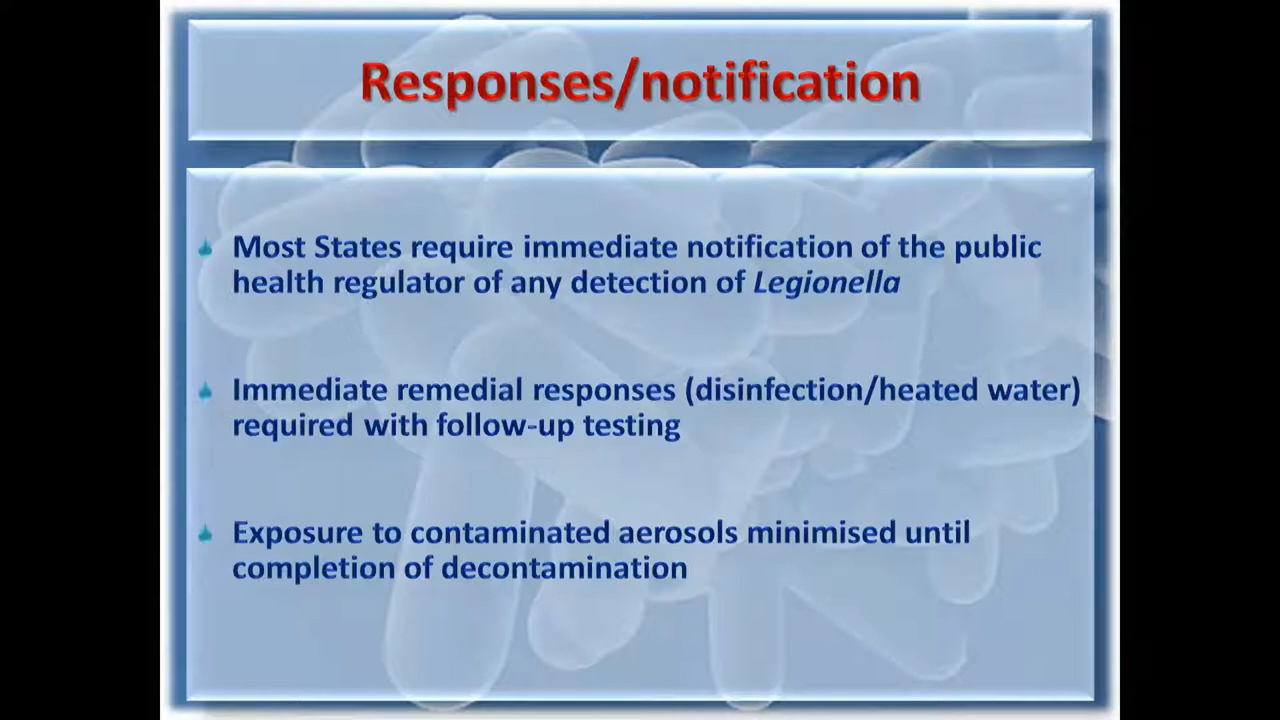 Responses/notification
Most States require immediate notification of the public
health regulator of any detection of Legionella
Immediate remedial responses (disinfection/heated water)
required with follow-up testing
Exposure to contaminated aerosols minimised until
completion of decontamination